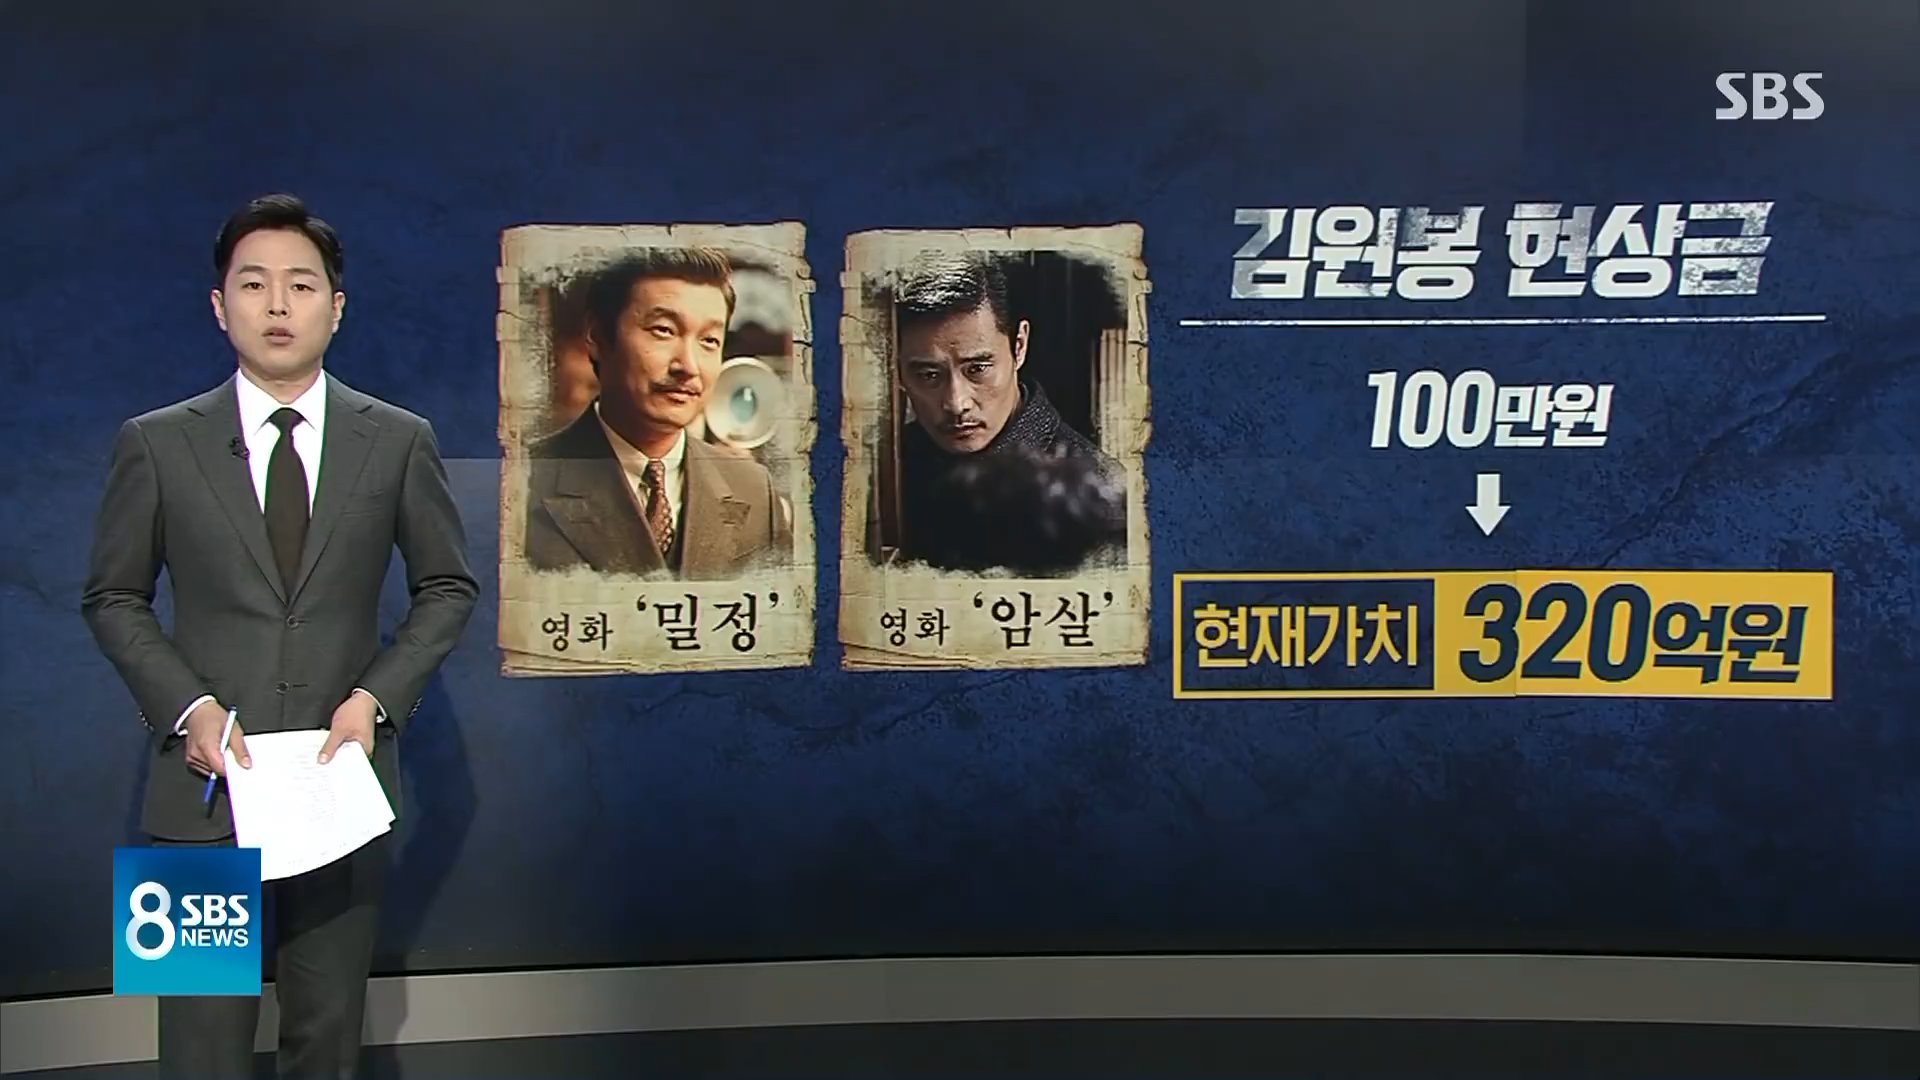 SBS
김원봉 현상금
100만원
현재가치 320억원
영화 '밀정'
영화 '암살'
8 SBS NEWS